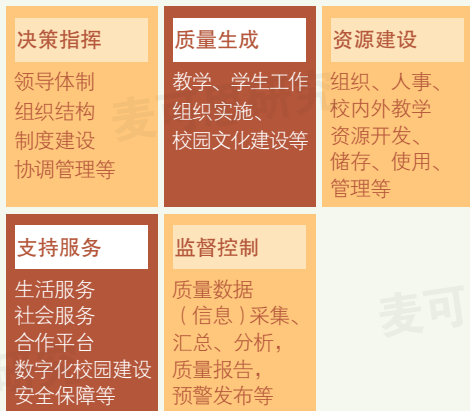 决策指挥
领导体制
组织结构
制度建设
协调管理等
质量生成
教学、学生工作
组织实施、
校园文化建设等
资源建设
组织、人事、
校内外教学
资源开发、
储存、使用、
管理等
支持服务
生活服务
社会服务
合作平台
数字化校园建设
安全保障等
监督控制
质量数据
（信息）采集、
汇总、分析，
质量报告，
预警发布等
麦可